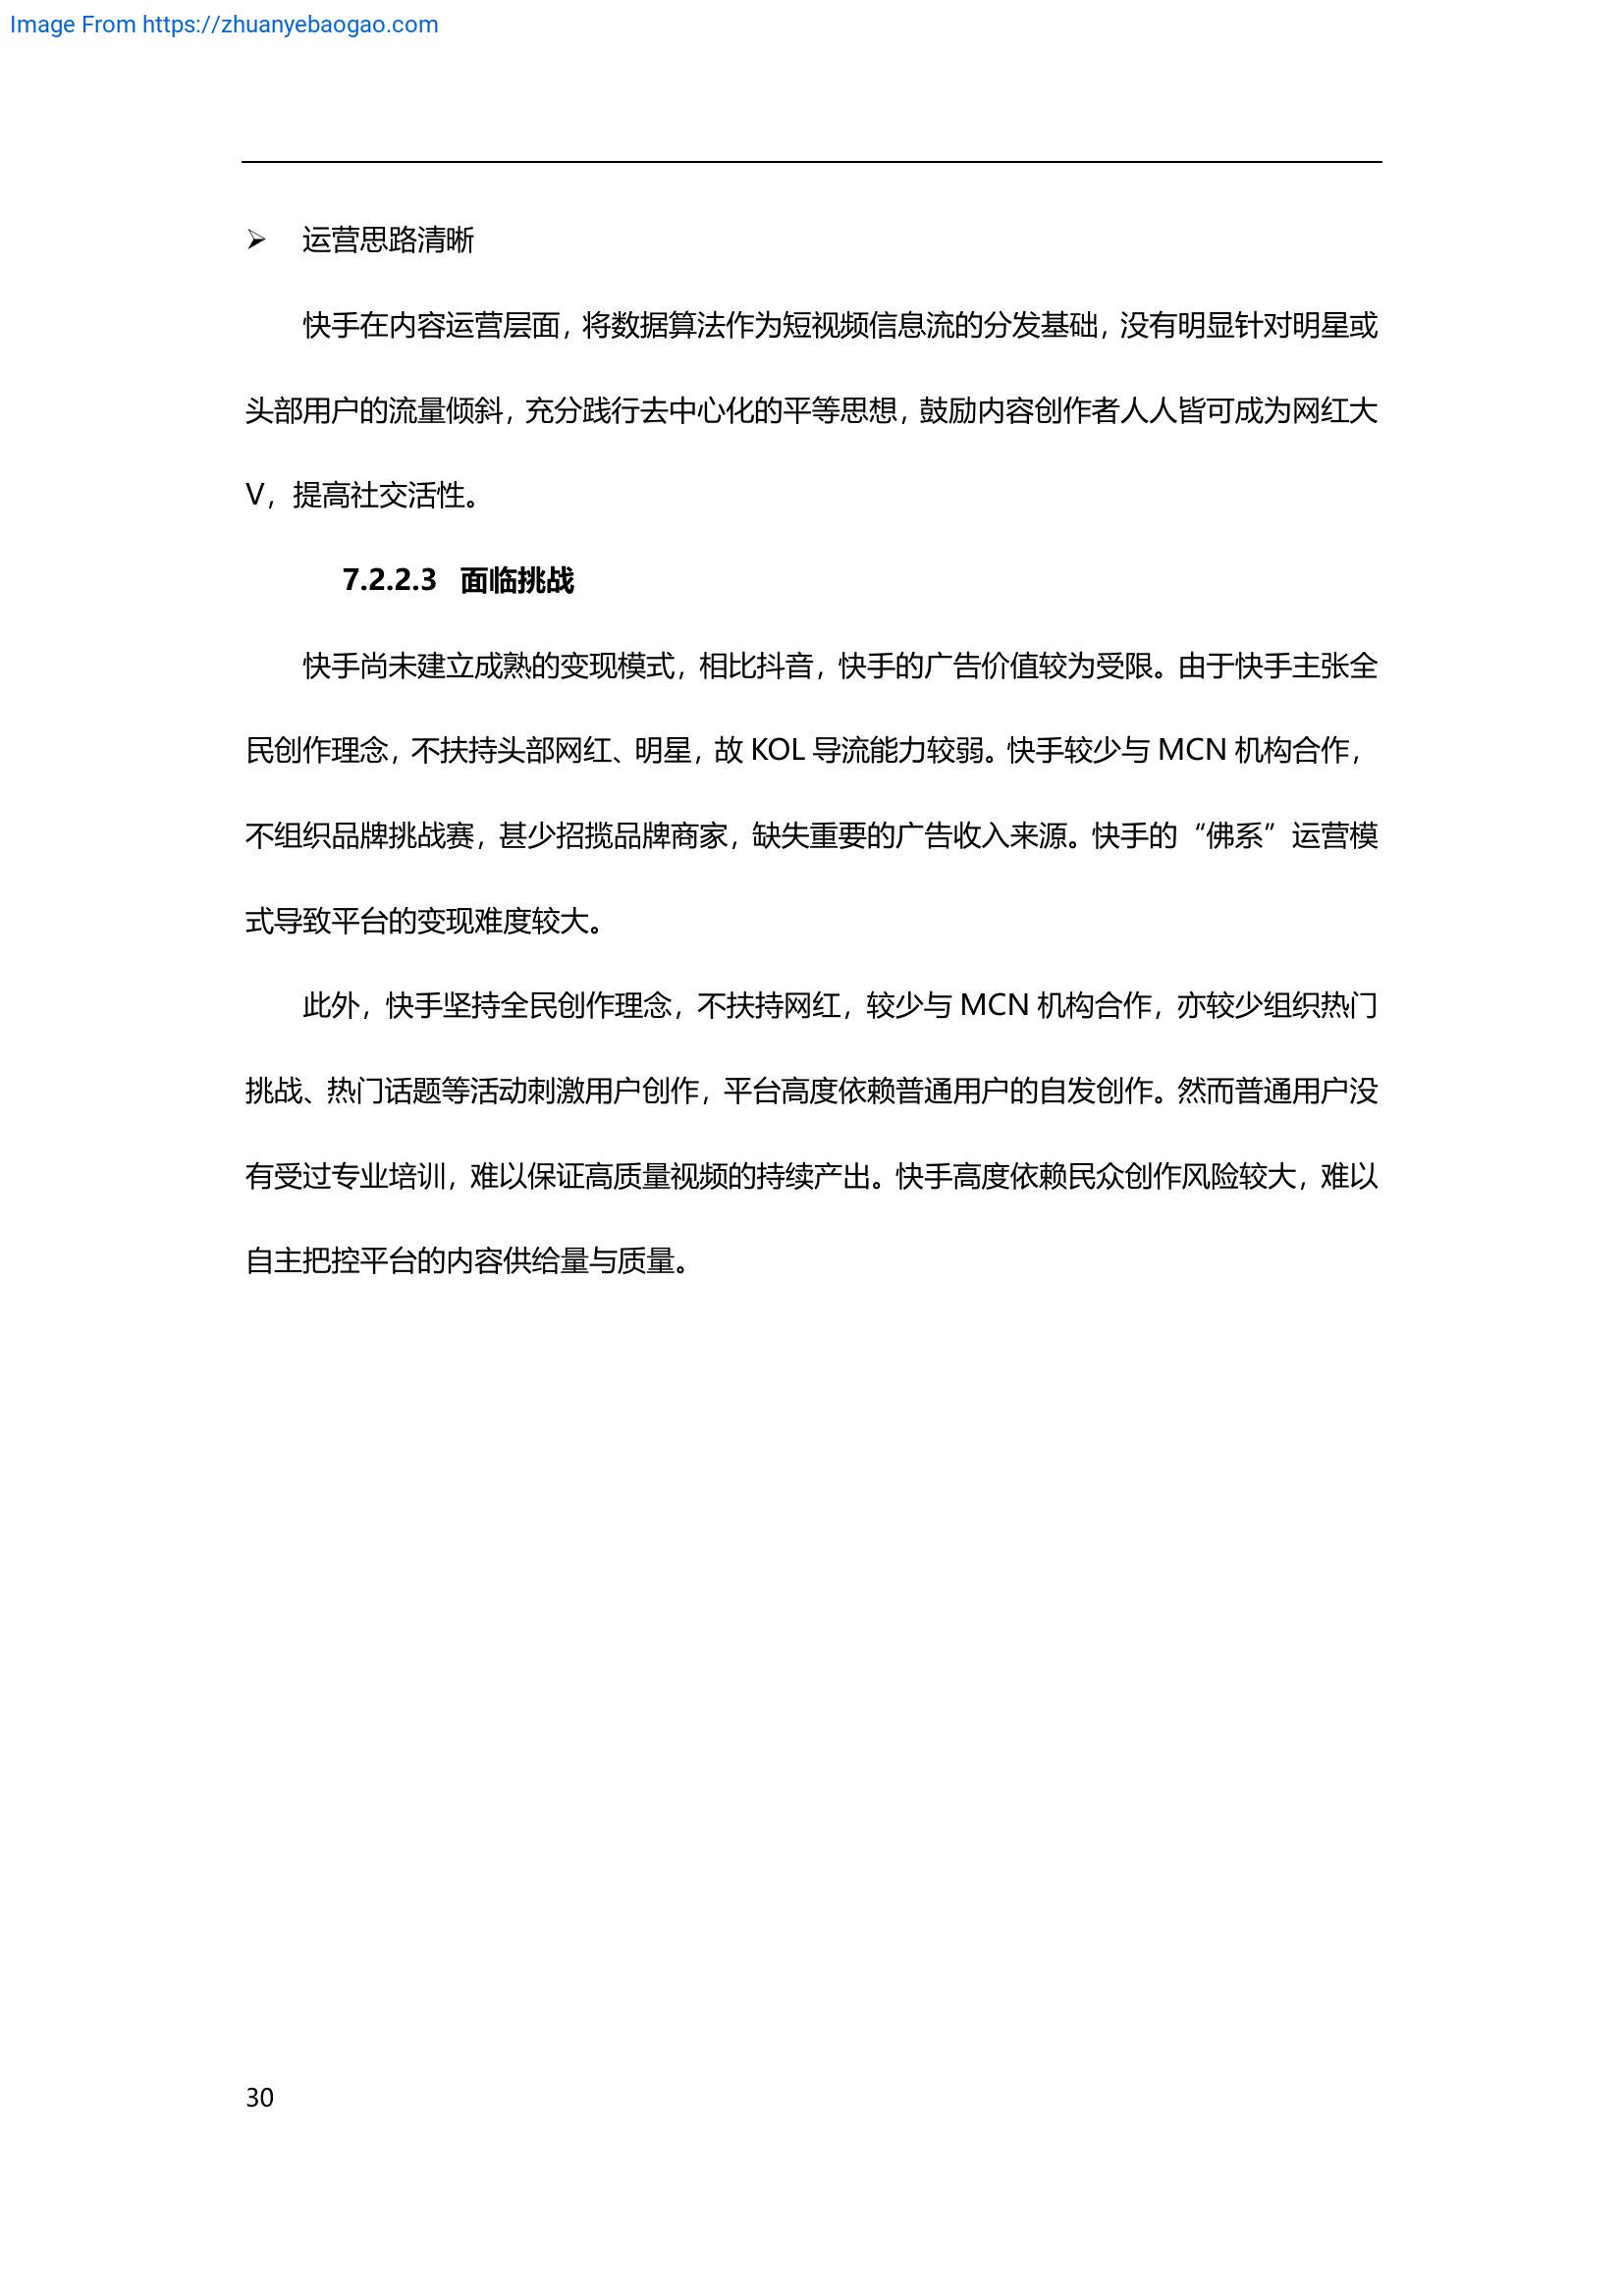 Image From https://zhuanyebaogao.com
➢ 运营思路清晰
快手在内容运营层面，将数据算法作为短视频信息流的分发基础，没有明显针对明星或
头部用户的流量倾斜，充分践行去中心化的平等思想，鼓励内容创作者人人皆可成为网红大
V，提高社交活性。
7.2.2.3 面临挑战
快手尚未建立成熟的变现模式，相比抖音，快手的广告价值较为受限。由于快手主张全
民创作理念，不扶持头部网红、明星，故 KOL 导流能力较弱。快手较少与 MCN 机构合作，
不组织品牌挑战赛，甚少招揽品牌商家，缺失重要的广告收入来源。快手的“佛系”运营模
式导致平台的变现难度较大。
此外，快手坚持全民创作理念，不扶持网红，较少与 MCN 机构合作，亦较少组织热门
挑战、热门话题等活动刺激用户创作，平台高度依赖普通用户的自发创作。然而普通用户没
有受过专业培训，难以保证高质量视频的持续产出。快手高度依赖民众创作风险较大，难以
自主把控平台的内容供给量与质量。
30